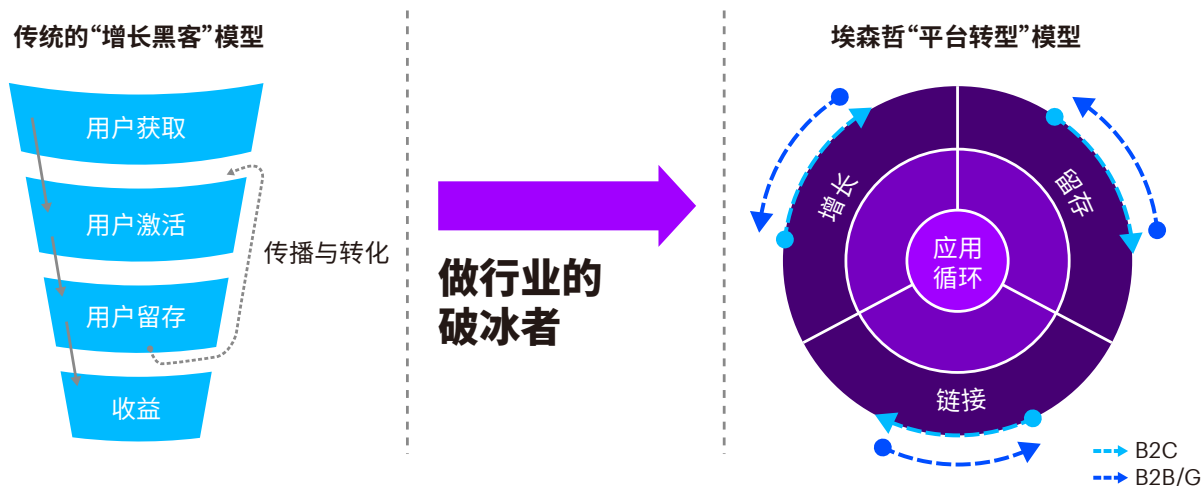 传统的“增长黑客”模型
用户获取
用户激活
用户留存
收益
传播与转化
做行业的
破冰者
埃森哲“平台转型”模型
增长
留存
应用
循环
链接
B2C
B2B/G